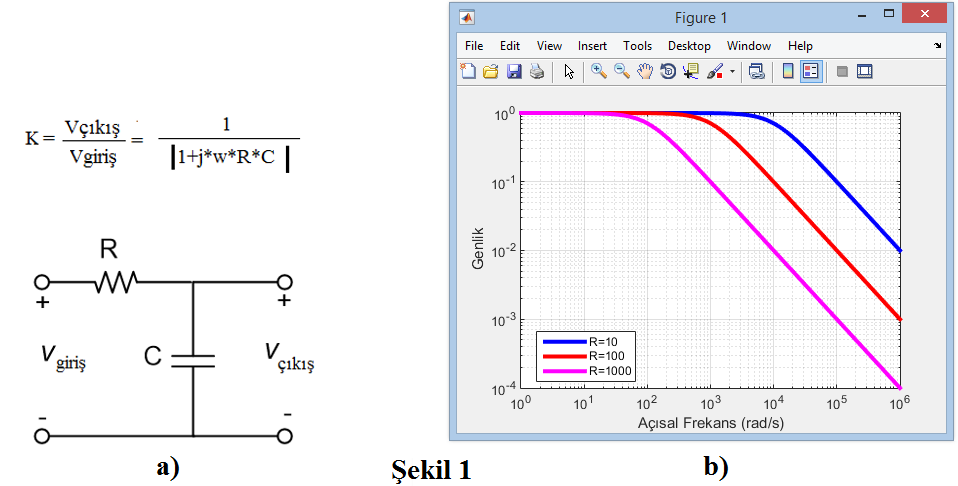 K = Vçıkış / Vgiriş = 1 / |1+j*w*R*C|
R
+
+
Vgiriş
C
Vçıkış
-
-
a)
Figure 1
File Edit View Insert Tools Desktop Window Help
10^0
10^-1
10^-2
10^-3
10^-4
Genlik
R=10
R=100
R=1000
10^0 10^1 10^2 10^3 10^4 10^5 10^6
Açısal Frekans (rad/s)
b)
Şekil 1